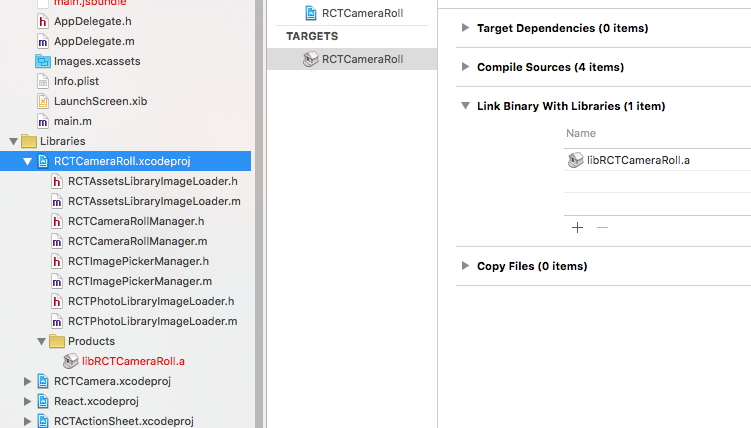 main.jsbundle
AppDelegate.h
AppDelegate.m
Images.xcassets
Info.plist
LaunchScreen.xib
main.m
Libraries
RCTCameraRoll.xcodeproj
RCTAssetsLibraryImageLoader.h
RCTAssetsLibraryImageLoader.m
RCTCameraRollManager.h
RCTCameraRollManager.m
RCTImagePickerManager.h
RCTImagePickerManager.m
RCTPhotoLibraryImageLoader.h
RCTPhotoLibraryImageLoader.m
Products
libRCTCameraRoll.a
RCTCamera.xcodeproj
React.xcodeproj
RCTActionSheet.xcodeproj
RCTCameraRoll
TARGETS
RCTCameraRoll
Target Dependencies (0 items)
Compile Sources (4 items)
Link Binary With Libraries (1 item)
Name
libRCTCameraRoll.a
Copy Files (0 items)